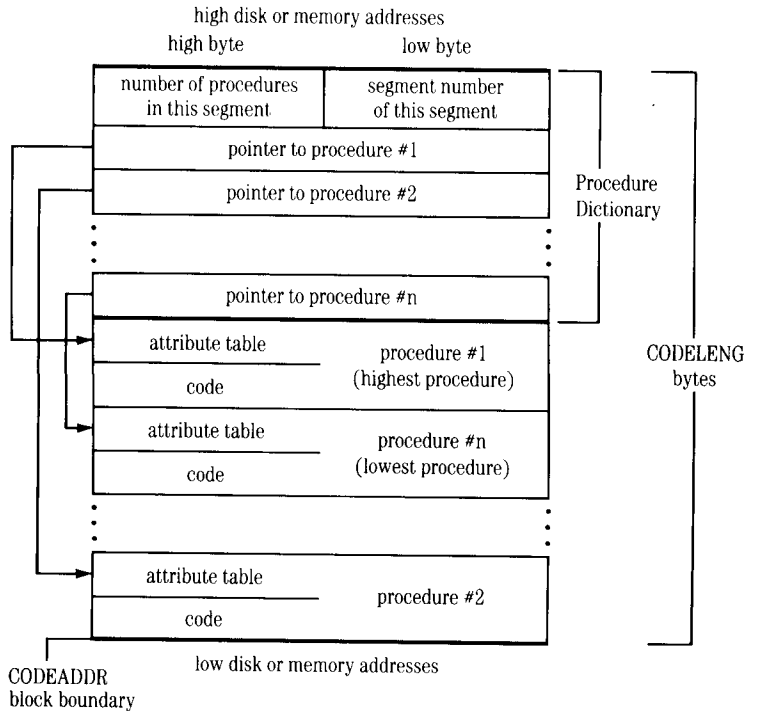 high disk or memory addresses
high byte
low byte
number of procedures
in this segment
segment number
of this segment
pointer to procedure #1
pointer to procedure #2
Procedure
Dictionary
pointer to procedure #n
attribute table
code
procedure #1
(highest procedure)
CODELENG
bytes
attribute table
code
procedure #n
(lowest procedure)
attribute table
code
procedure #2
low disk or memory addresses
CODEADDR
block boundary